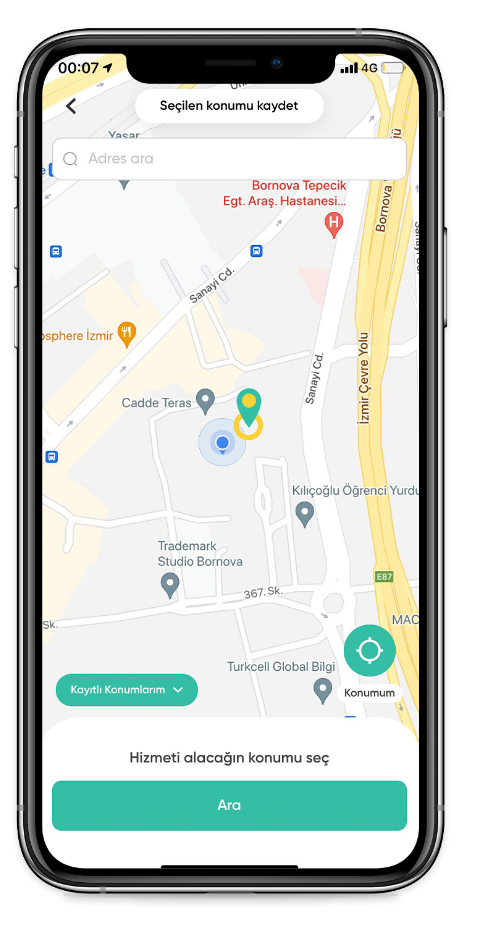 00:07
4G
Seçilen konumu kaydet
Yaşar
Adres ara
Bornova Tepecik
Egt. Araş. Hastanesi...
H
Bornova
Sanayi Cd.
osphere İzmir
Sanayi Cd.
İzmir Çevre Yolu
Cadde Teras
Kılıçoğlu Öğrenci Yurdu
Trademark
Studio Bornova
E87
367. Sk.
Sk.
MAC
Turkcell Global Bilgi
Kayıtlı Konumlarım
Konumum
Hizmeti alacağın konumu seç
Ara